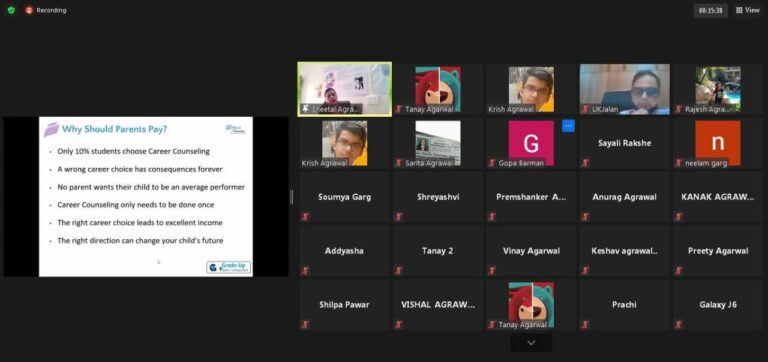 Recording
00:15:38
View
Why Should Parents Pay?
• Only 10% students choose Career Counseling
• A wrong career choice has consequences forever
• No parent wants their child to be an average performer
• Career Counseling only needs to be done once
• The right career choice leads to excellent income
• The right direction can change your child's future
Grade-Up
Agra...
Tanay Agarwal
Krish Agrawal
UKJalan
Rajesh Agra...
Krish Agrawal
Sarita Agrawal
G
Gopa Barman
Sayali Rakshe
n
neelam garg
Soumya Garg
Shreyashvi
Premshanker A...
Anurag Agrawal
KANAK AGRAW...
Addyasha
Tanay 2
Vinay Agarwal
Keshav agrawal..
Preety Agarwal
Shilpa Pawar
VISHAL AGRAW...
Tanay Agarwal
Prachi
Galaxy J6